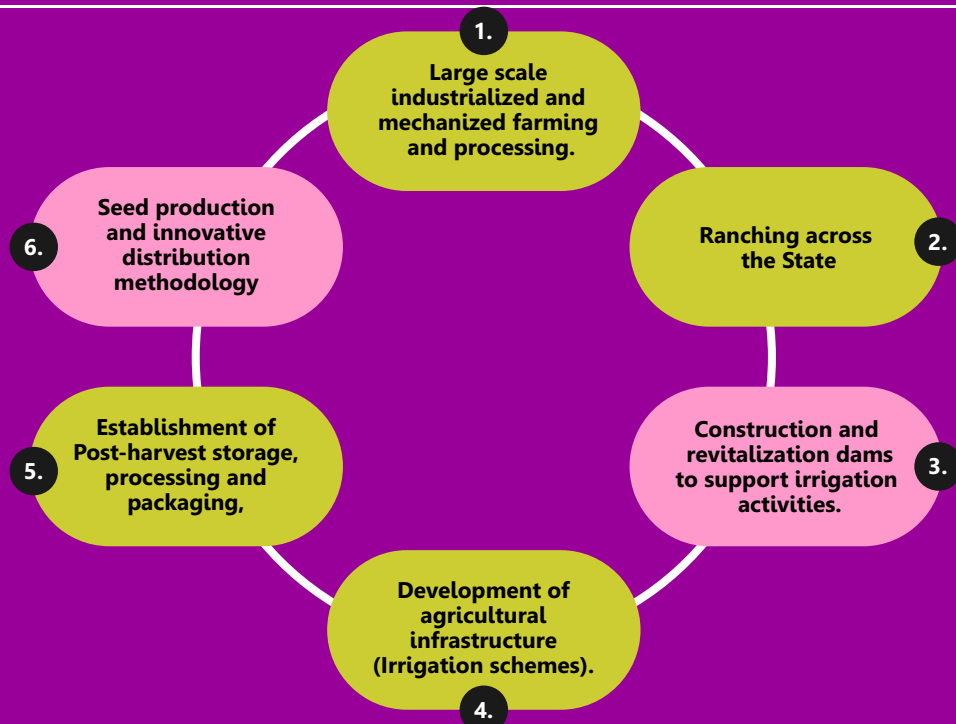 1.
Large scale
industrialized and
mechanized farming
and processing.
2.
Ranching across
the State
3.
Construction and
revitalization dams
to support irrigation
activities.
4.
Development of
agricultural
infrastructure
(Irrigation schemes).
5.
Establishment of
Post-harvest storage,
processing and
packaging,
6.
Seed production
and innovative
distribution
methodology